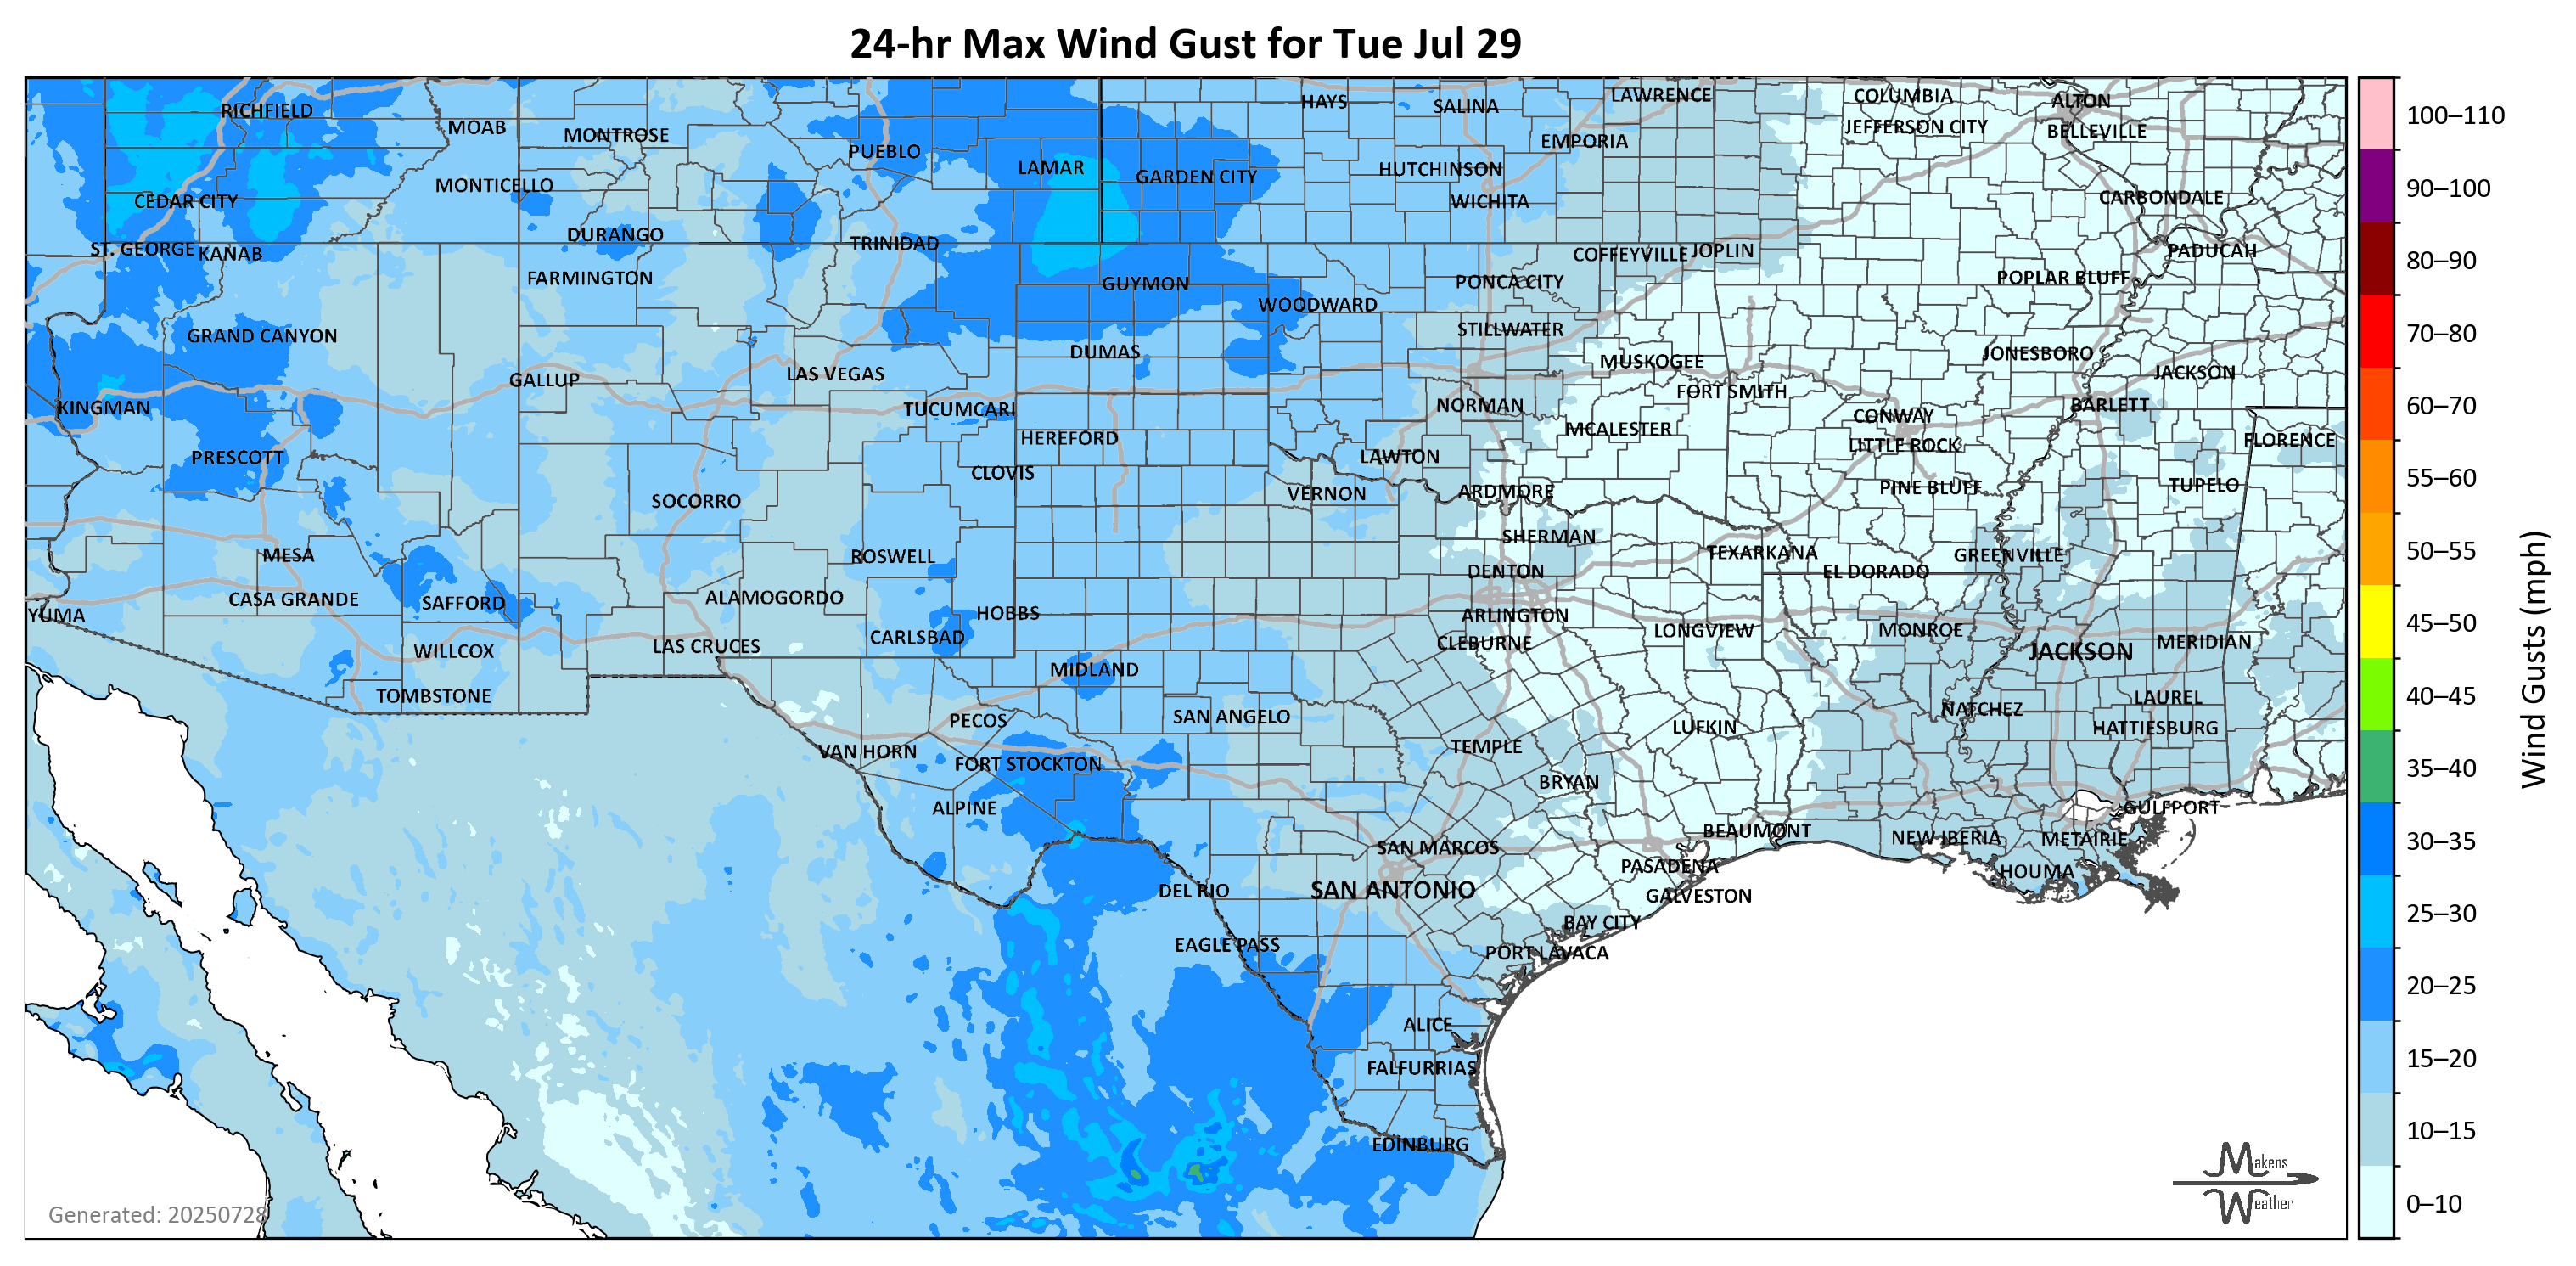 24-hr Max Wind Gust for Tue Jul 29
RICHFIELD
MOAB
MONTROSE
PUEBLO
LAMAR
GARDEN CITY
HAYS
SALINA
LAWRENCE
EMPORIA
HUTCHINSON
WICHITA
COLUMBIA
JEFFERSON CITY
ALTON
BELLEVILLE
CARBONDALE
PADUCAH
MONTICELLO
CEDAR CITY
ST. GEORGE
KANAB
DURANGO
TRINIDAD
FARMINGTON
GUYMON
WOODWARD
PONCA CITY
COFFEYVILLE
JOPLIN
POPLAR BLUFF
GRAND CANYON
STILLWATER
DUMAS
MUSKOGEE
JONESBORO
JACKSON
GALLUP
LAS VEGAS
FORT SMITH
KINGMAN
TUCUMCARI
NORMAN
CONWAY
BARLETT
HEREFORD
MCALESTER
LITTLE ROCK
FLORENCE
PRESCOTT
CLOVIS
LAWTON
SOCORRO
VERNON
ARDMORE
PINE BLUFF
TUPELO
MESA
ROSWELL
SHERMAN
TEXARKANA
GREENVILLE
DENTON
EL DORADO
CASA GRANDE
SAFFORD
ALAMOGORDO
HOBBS
ARLINGTON
YUMA
CARLSBAD
CLEBURNE
LONGVIEW
MONROE
JACKSON
MERIDIAN
WILLCOX
LAS CRUCES
MIDLAND
TOMBSTONE
PECOS
SAN ANGELO
LUFKIN
NATCHEZ
LAUREL
HATTIESBURG
VAN HORN
FORT STOCKTON
TEMPLE
BRYAN
ALPINE
GULFPORT
BEAUMONT
NEW IBERIA
METAIRIE
SAN MARCOS
PASADENA
HOUMA
DEL RIO
SAN ANTONIO
GALVESTON
BAY CITY
EAGLE PASS
PORT LAVACA
ALICE
FALFURRIAS
EDINBURG
Generated: 20250728
Makens
Weather
100–110
90–100
80–90
70–80
60–70
55–60
50–55
45–50
40–45
35–40
30–35
25–30
20–25
15–20
10–15
0–10
Wind Gusts (mph)